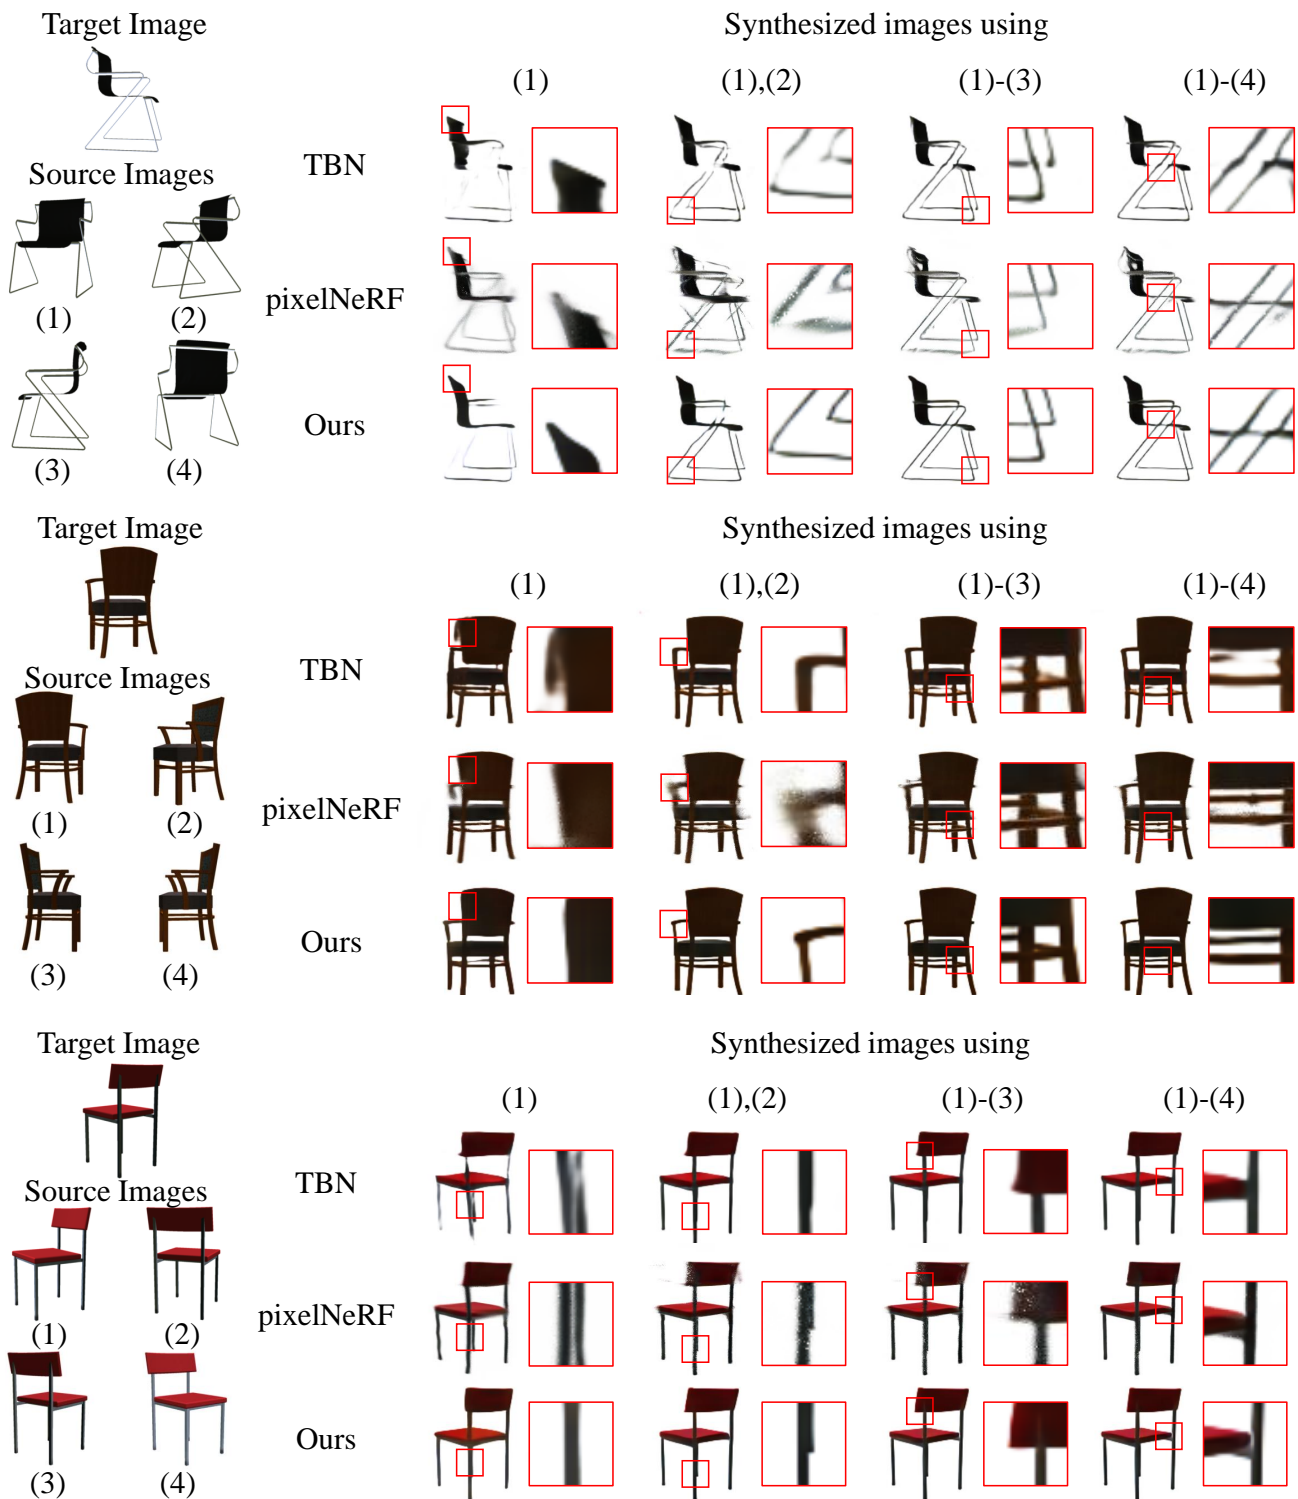 Target Image
Synthesized images using
(1) (1),(2) (1)-(3) (1)-(4)
TBN
Source Images
pixelNeRF
(1) (2)
Ours
(3) (4)
Target Image
Synthesized images using
(1) (1),(2) (1)-(3) (1)-(4)
TBN
Source Images
pixelNeRF
(1) (2)
Ours
(3) (4)
Target Image
Synthesized images using
(1) (1),(2) (1)-(3) (1)-(4)
TBN
Source Images
pixelNeRF
(1) (2)
Ours
(3) (4)